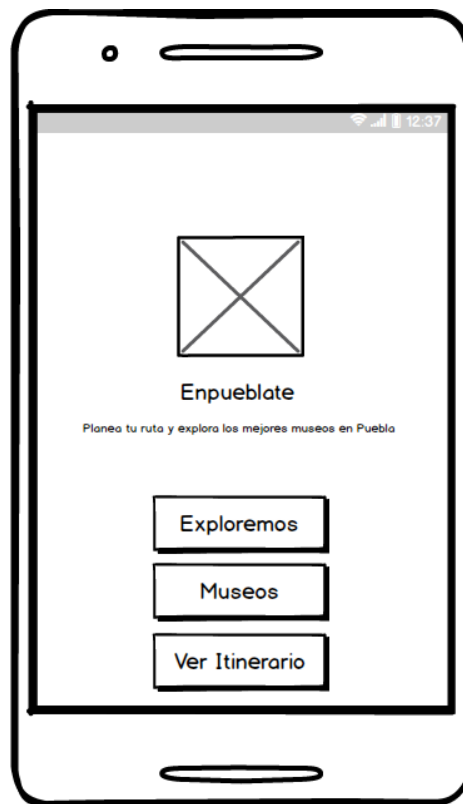 12:37
Enpueblate
Planea tu ruta y explora los mejores museos en Puebla
Exploremos
Museos
Ver Itinerario